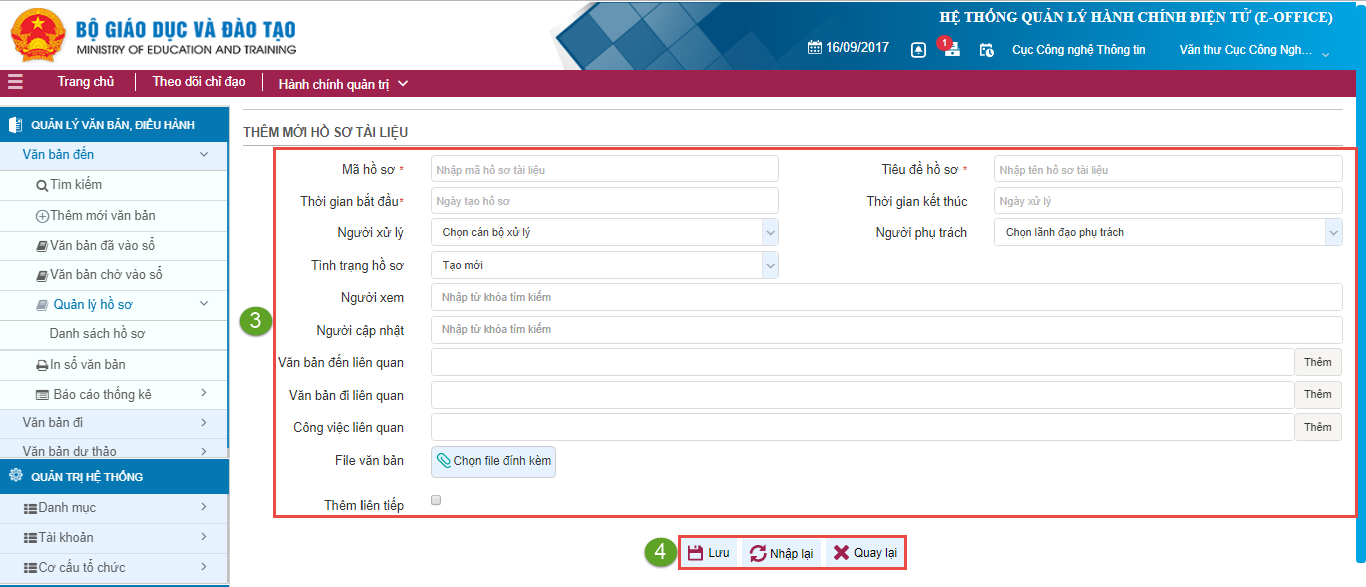 BỘ GIÁO DỤC VÀ ĐÀO TẠO
MINISTRY OF EDUCATION AND TRAINING
HỆ THỐNG QUẢN LÝ HÀNH CHÍNH ĐIỆN TỬ (E-OFFICE)
16/09/2017 1 Cục Công nghệ Thông tin Văn thư Cục Công Ngh...
Trang chủ Theo dõi chỉ đạo Hành chính quản trị
QUẢN LÝ VĂN BẢN, ĐIỀU HÀNH
Văn bản đến
Tìm kiếm
Thêm mới văn bản
Văn bản đã vào sổ
Văn bản chờ vào sổ
Quản lý hồ sơ
Danh sách hồ sơ
In sổ văn bản
Báo cáo thống kê
Văn bản đi
Văn bản dự thảo
QUẢN TRỊ HỆ THỐNG
Danh mục
Tài khoản
Cơ cấu tổ chức
THÊM MỚI HỒ SƠ TÀI LIỆU
Mã hồ sơ * Nhập mã hồ sơ tài liệu Tiêu đề hồ sơ * Nhập tên hồ sơ tài liệu
Thời gian bắt đầu* Ngày tạo hồ sơ Thời gian kết thúc Ngày xử lý
Người xử lý Chọn cán bộ xử lý Người phụ trách Chọn lãnh đạo phụ trách
Tình trạng hồ sơ Tạo mới
Người xem Nhập từ khóa tìm kiếm
3
Người cập nhật Nhập từ khóa tìm kiếm
Văn bản đến liên quan Thêm
Văn bản đi liên quan Thêm
Công việc liên quan Thêm
File văn bản Chọn file đính kèm
Thêm liên tiếp
4 Lưu Nhập lại Quay lại